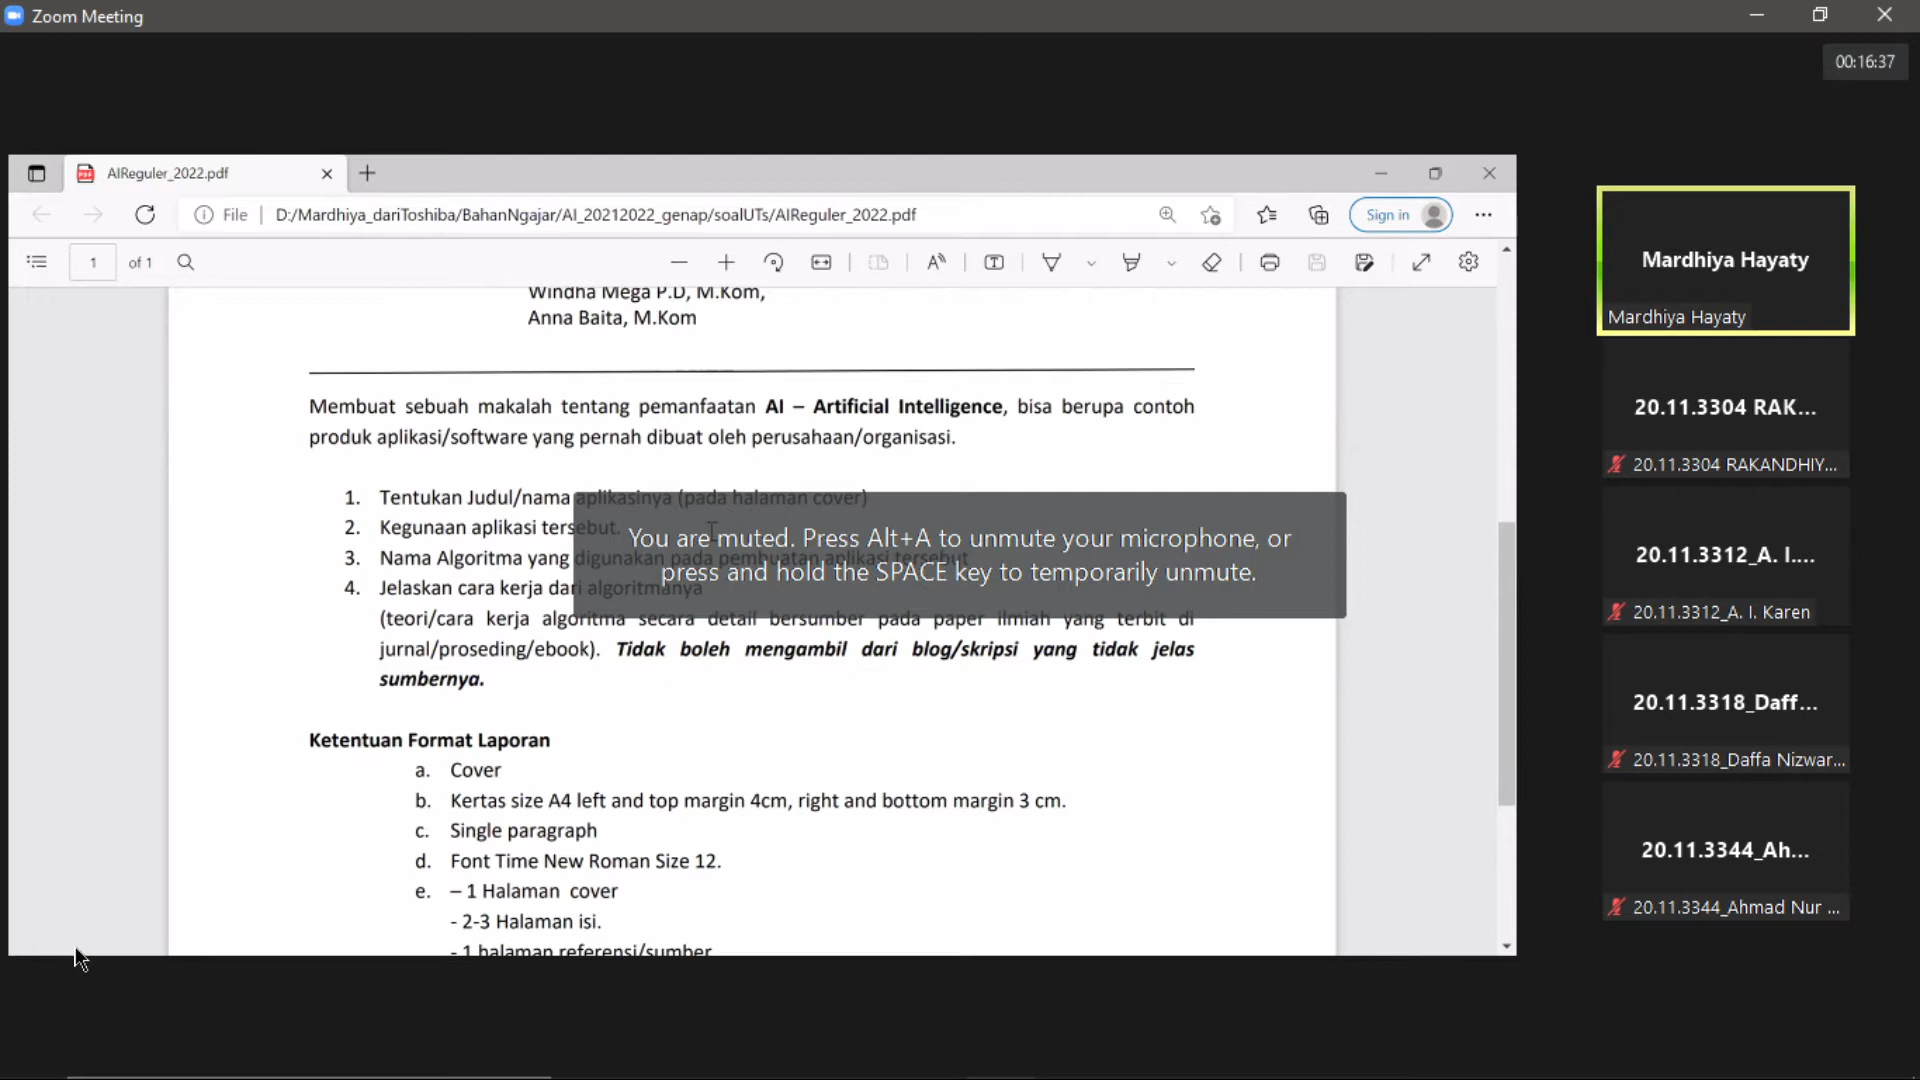 Zoom Meeting
00:16:37
AIReguler_2022.pdf
File | D:/Mardhiya_dariToshiba/BahanNgajar/AI_20212022_genap/soalUTs/AIReguler_2022.pdf
Sign in
1 of 1
Windha Mega P.D, M.Kom,
Anna Baita, M.Kom
Membuat sebuah makalah tentang pemanfaatan AI – Artificial Intelligence, bisa berupa contoh
produk aplikasi/software yang pernah dibuat oleh perusahaan/organisasi.
1. Tentukan Judul/nama aplikasinya (pada halaman cover)
2. Kegunaan aplikasi tersebut.
3. Nama Algoritma yang digunakan pada pembuatan aplikasi tersebut
4. Jelaskan cara kerja dari algoritmanya
(teori/cara kerja algoritma secara detail bersumber pada paper ilmiah yang terbit di
jurnal/proseding/ebook). Tidak boleh mengambil dari blog/skripsi yang tidak jelas
sumbernya.
You are muted. Press Alt+A to unmute your microphone, or
press and hold the SPACE key to temporarily unmute.
Ketentuan Format Laporan
a. Cover
b. Kertas size A4 left and top margin 4cm, right and bottom margin 3 cm.
c. Single paragraph
d. Font Time New Roman Size 12.
e. – 1 Halaman cover
- 2-3 Halaman isi.
- 1 halaman referensi/sumber
Mardhiya Hayaty
Mardhiya Hayaty
20.11.3304 RAK...
20.11.3304 RAKANDHIY...
20.11.3312_A. I....
20.11.3312_A. I. Karen
20.11.3318_Daff...
20.11.3318_Daffa Nizwar...
20.11.3344_Ah...
20.11.3344_Ahmad Nur ...